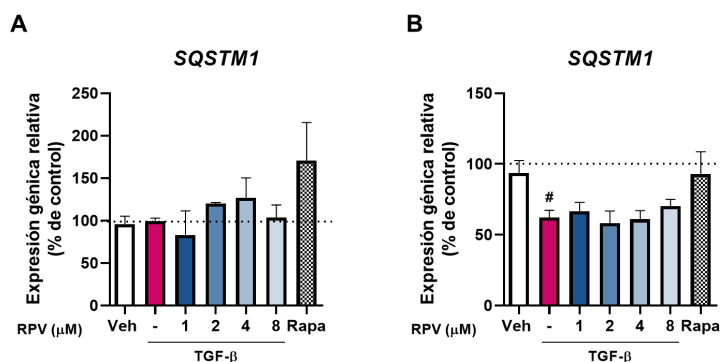 A
SQSTM1
Expresión génica relativa
(% de control)
250
200
150
100
50
0
RPV (μM)
Veh - 1 2 4 8 Rapa
TGF-β
B
SQSTM1
Expresión génica relativa
(% de control)
150
100
50
0
#
RPV (μM)
Veh - 1 2 4 8 Rapa
TGF-β